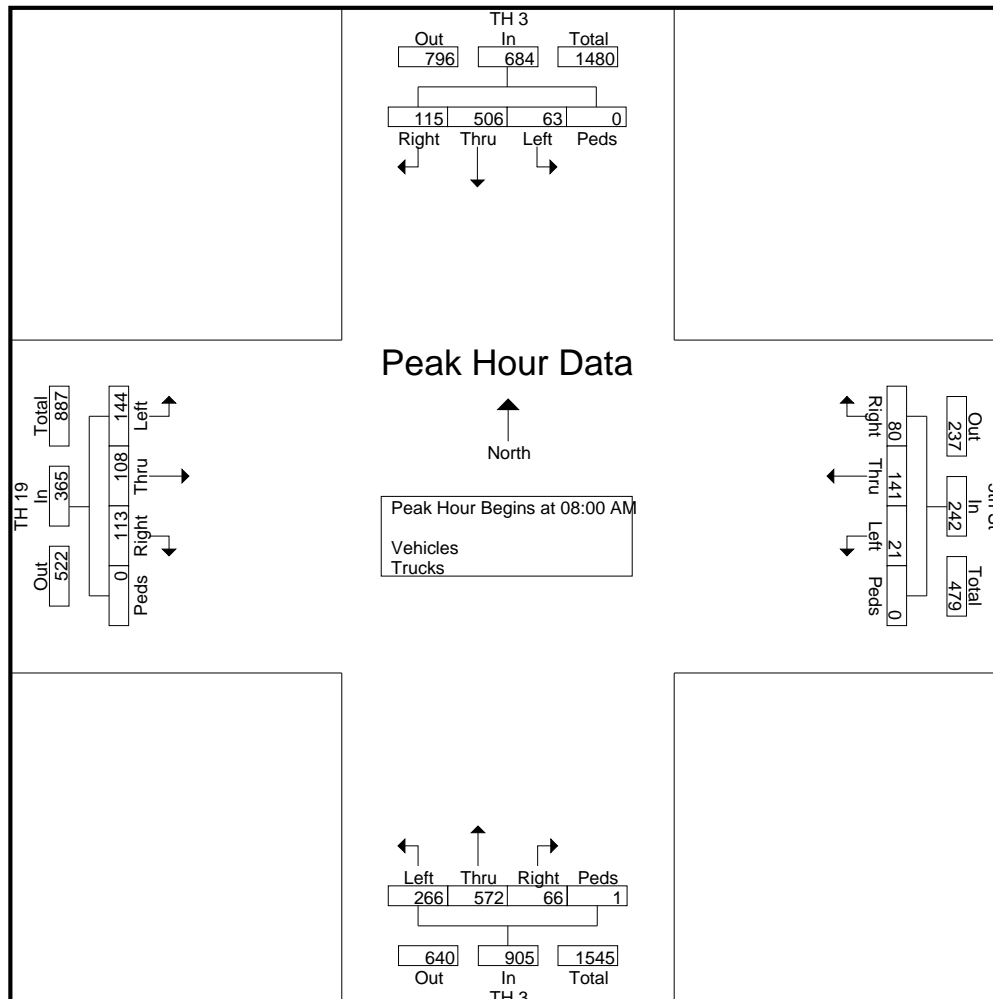 TH 3
Out In Total
796 684 1480
115 506 63 0
Right Thru Left Peds
Peak Hour Data
North
Peak Hour Begins at 08:00 AM
Vehicles
Trucks
TH 19
Out In Total
522 365 887
144 108 113 0
Left Thru Right Peds
Out In Total
237 242 479
80 141 21 0
Right Thru Left Peds
Left Thru Right Peds
266 572 66 1
640 905 1545
Out In Total
TH 3